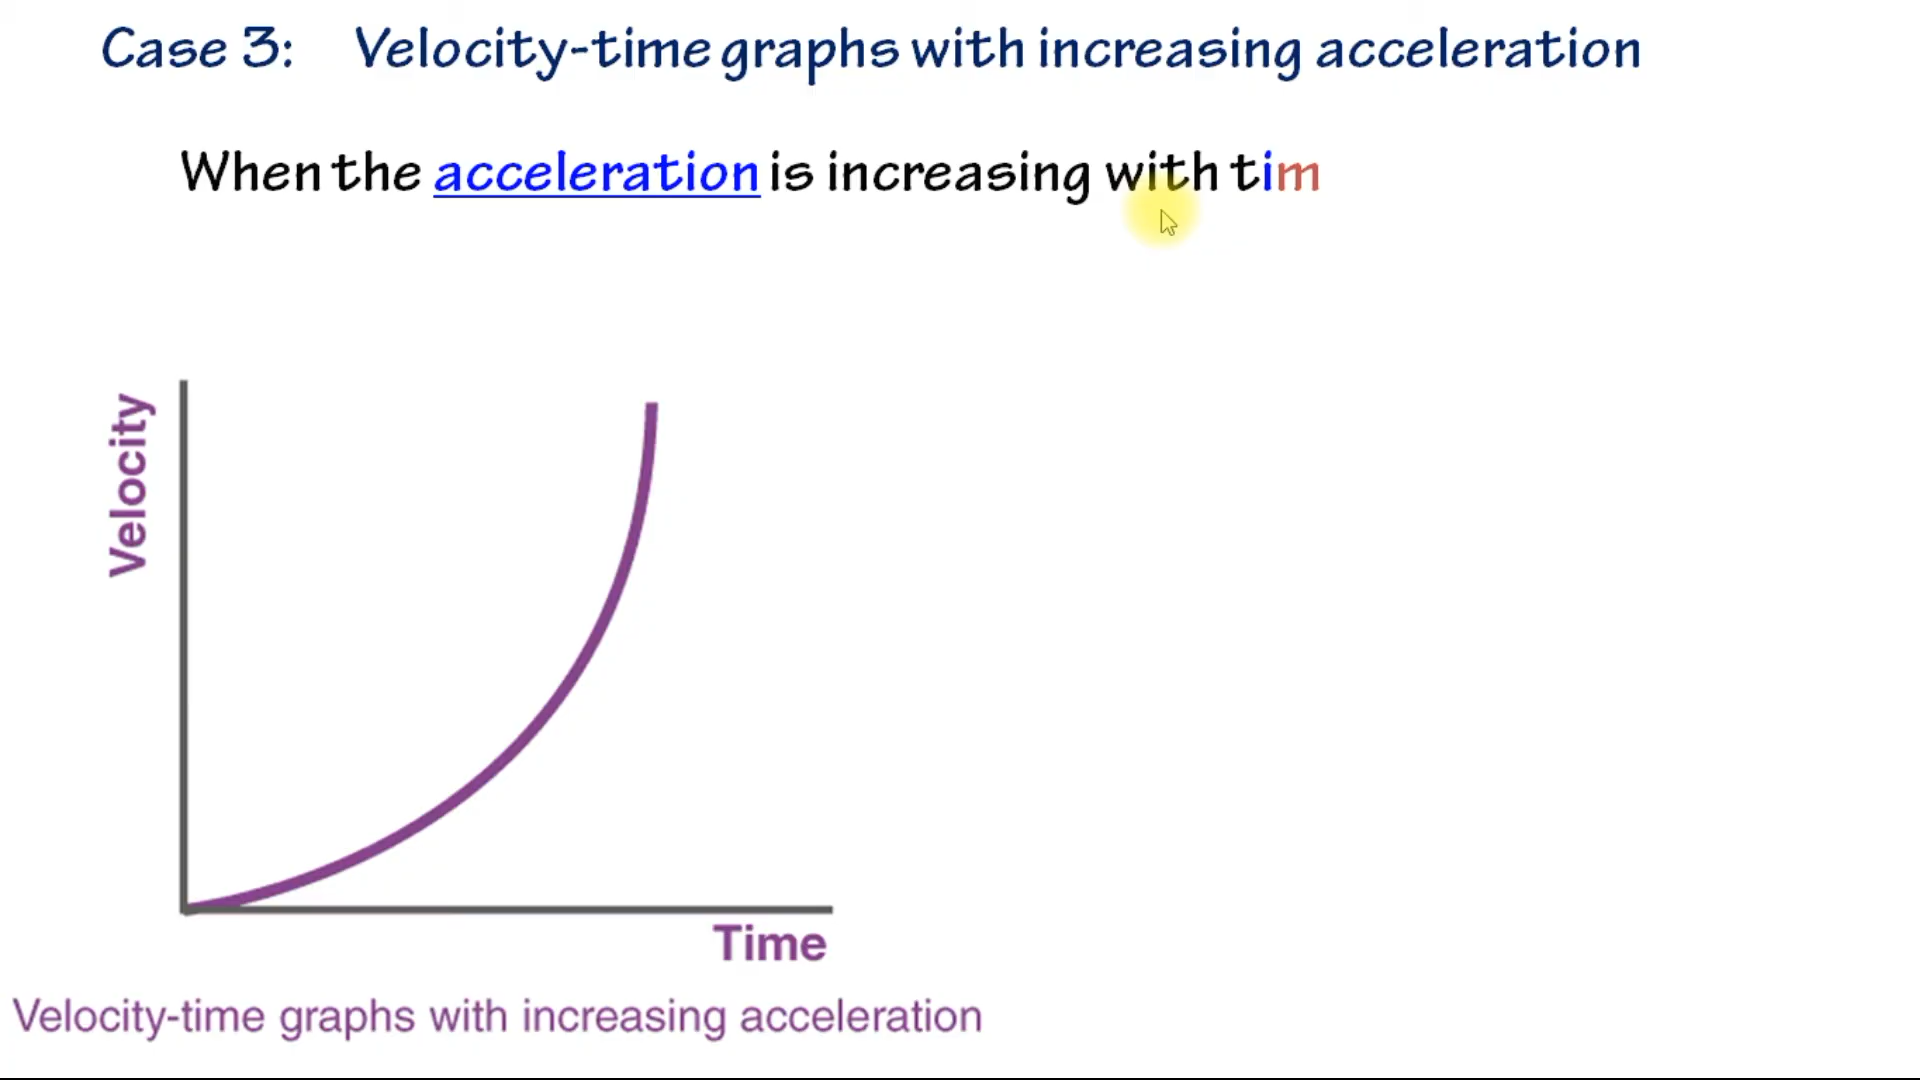 Case 3: Velocity-time graphs with increasing acceleration
When the acceleration is increasing with tim
Velocity
Time
Velocity-time graphs with increasing acceleration